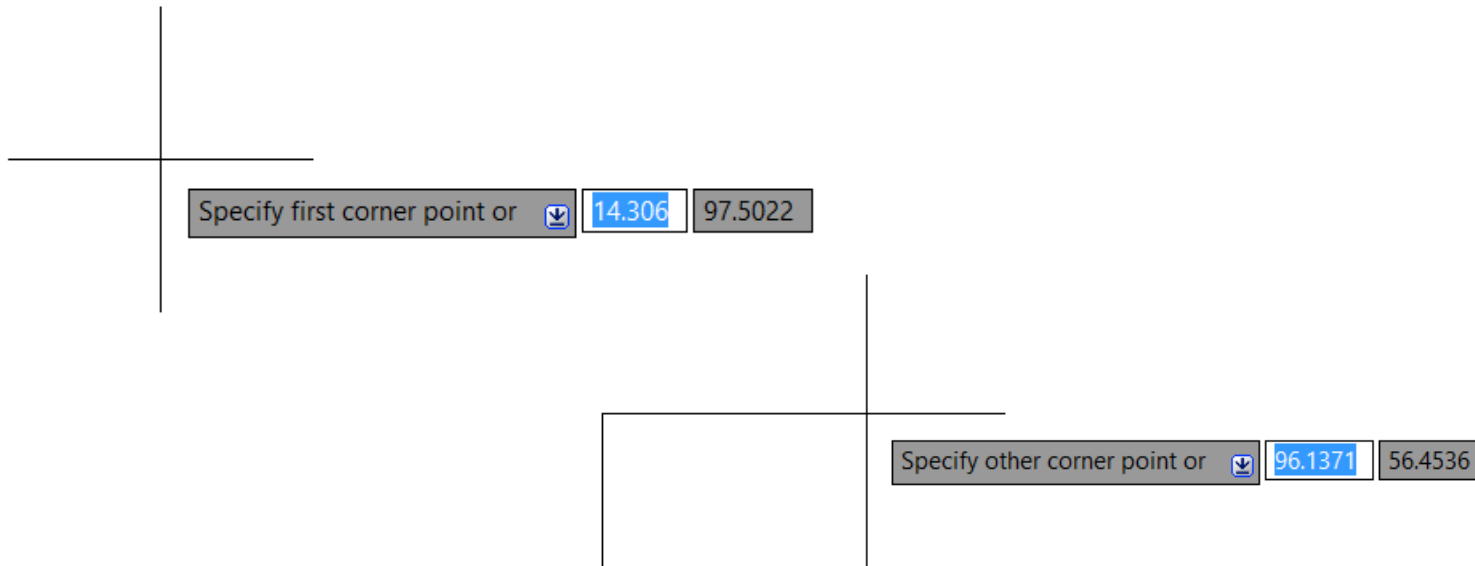 Specify first corner point or 14.306 97.5022
Specify other corner point or 96.1371 56.4536